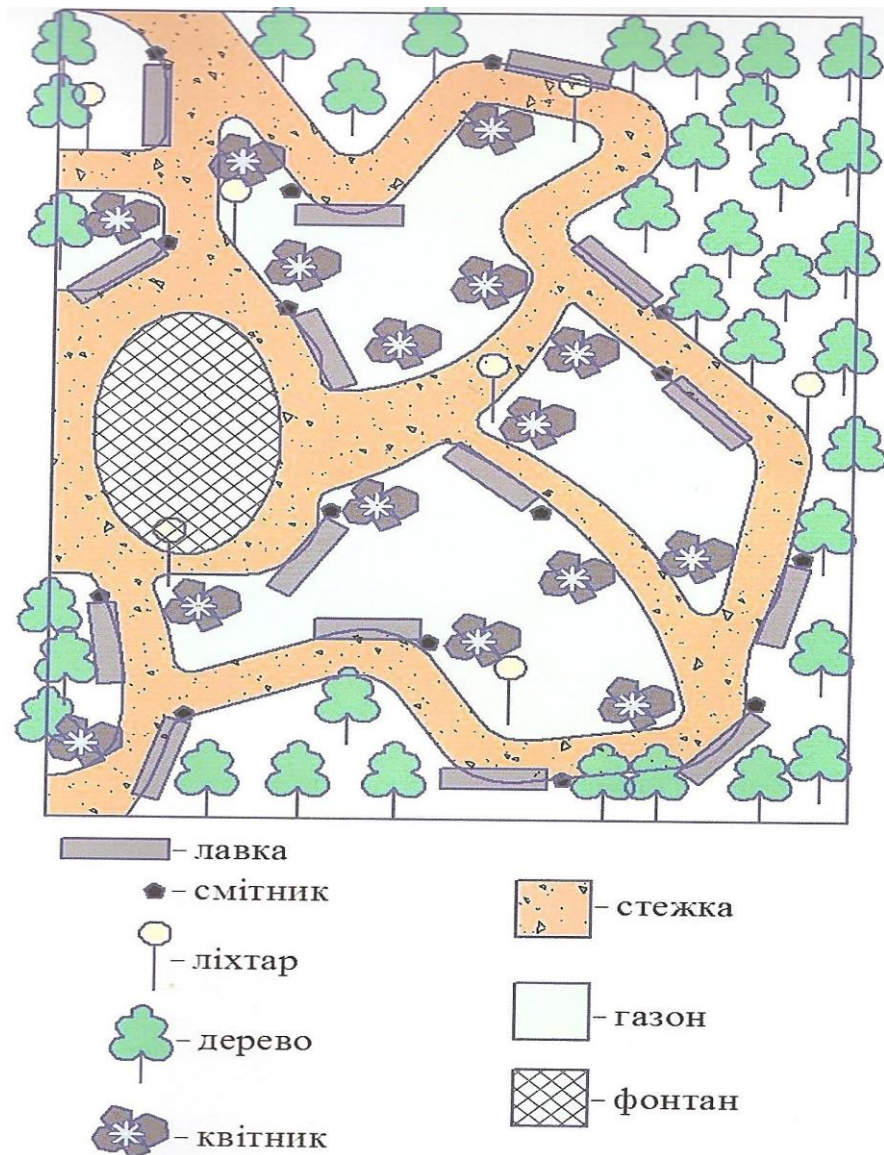 – лавка
– смітник
– ліхтар
– дерево
– квітник
– стежка
– газон
– фонтан